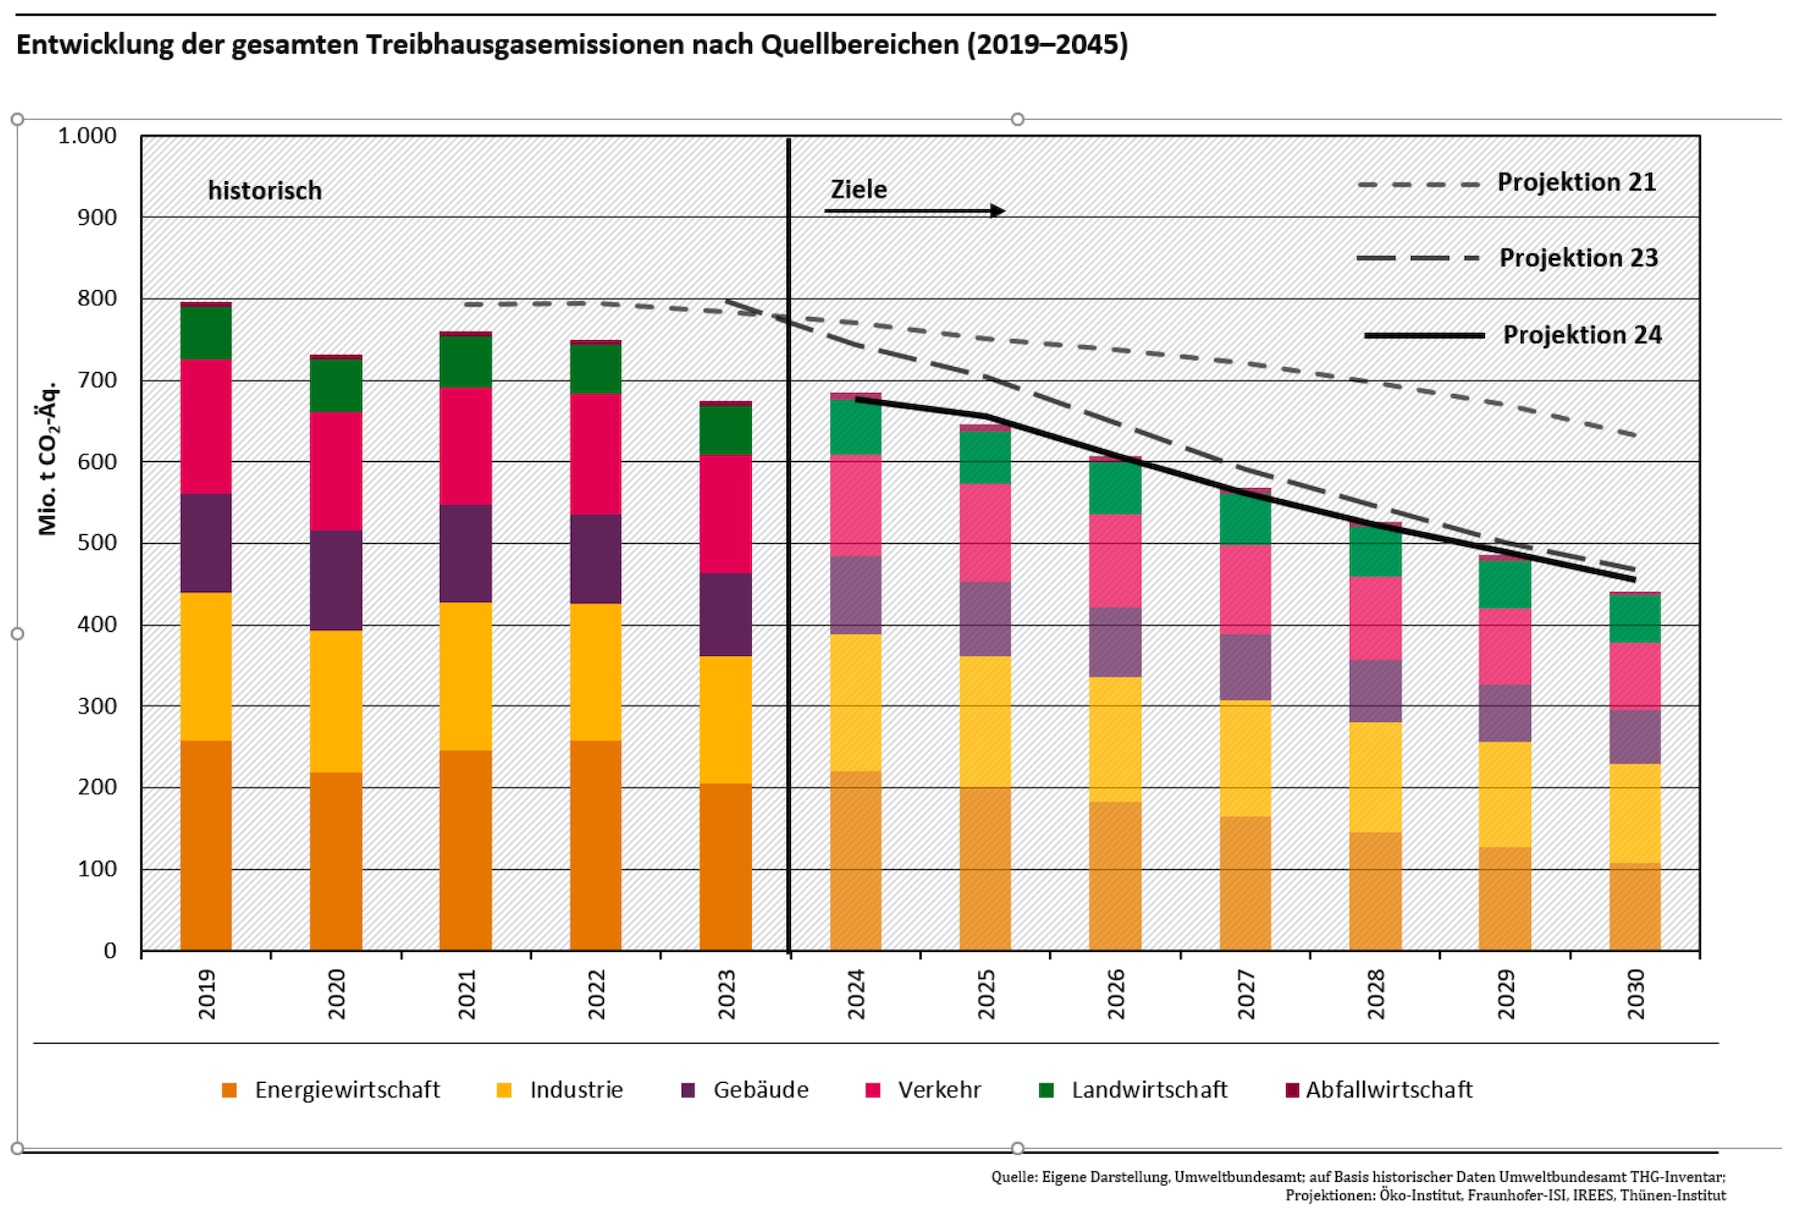 Entwicklung der gesamten Treibhausgasemissionen nach Quellbereichen (2019–2045)
1.000
900
800
700
600
500
400
300
200
100
0
Mio. t CO₂-Äq.
historisch
Ziele
Projektion 21
Projektion 23
Projektion 24
2019
2020
2021
2022
2023
2024
2025
2026
2027
2028
2029
2030
Energiewirtschaft
Industrie
Gebäude
Verkehr
Landwirtschaft
Abfallwirtschaft
Quelle: Eigene Darstellung, Umweltbundesamt; auf Basis historischer Daten Umweltbundesamt THG-Inventar;
Projektionen: Öko-Institut, Fraunhofer-ISI, IREES, Thünen-Institut